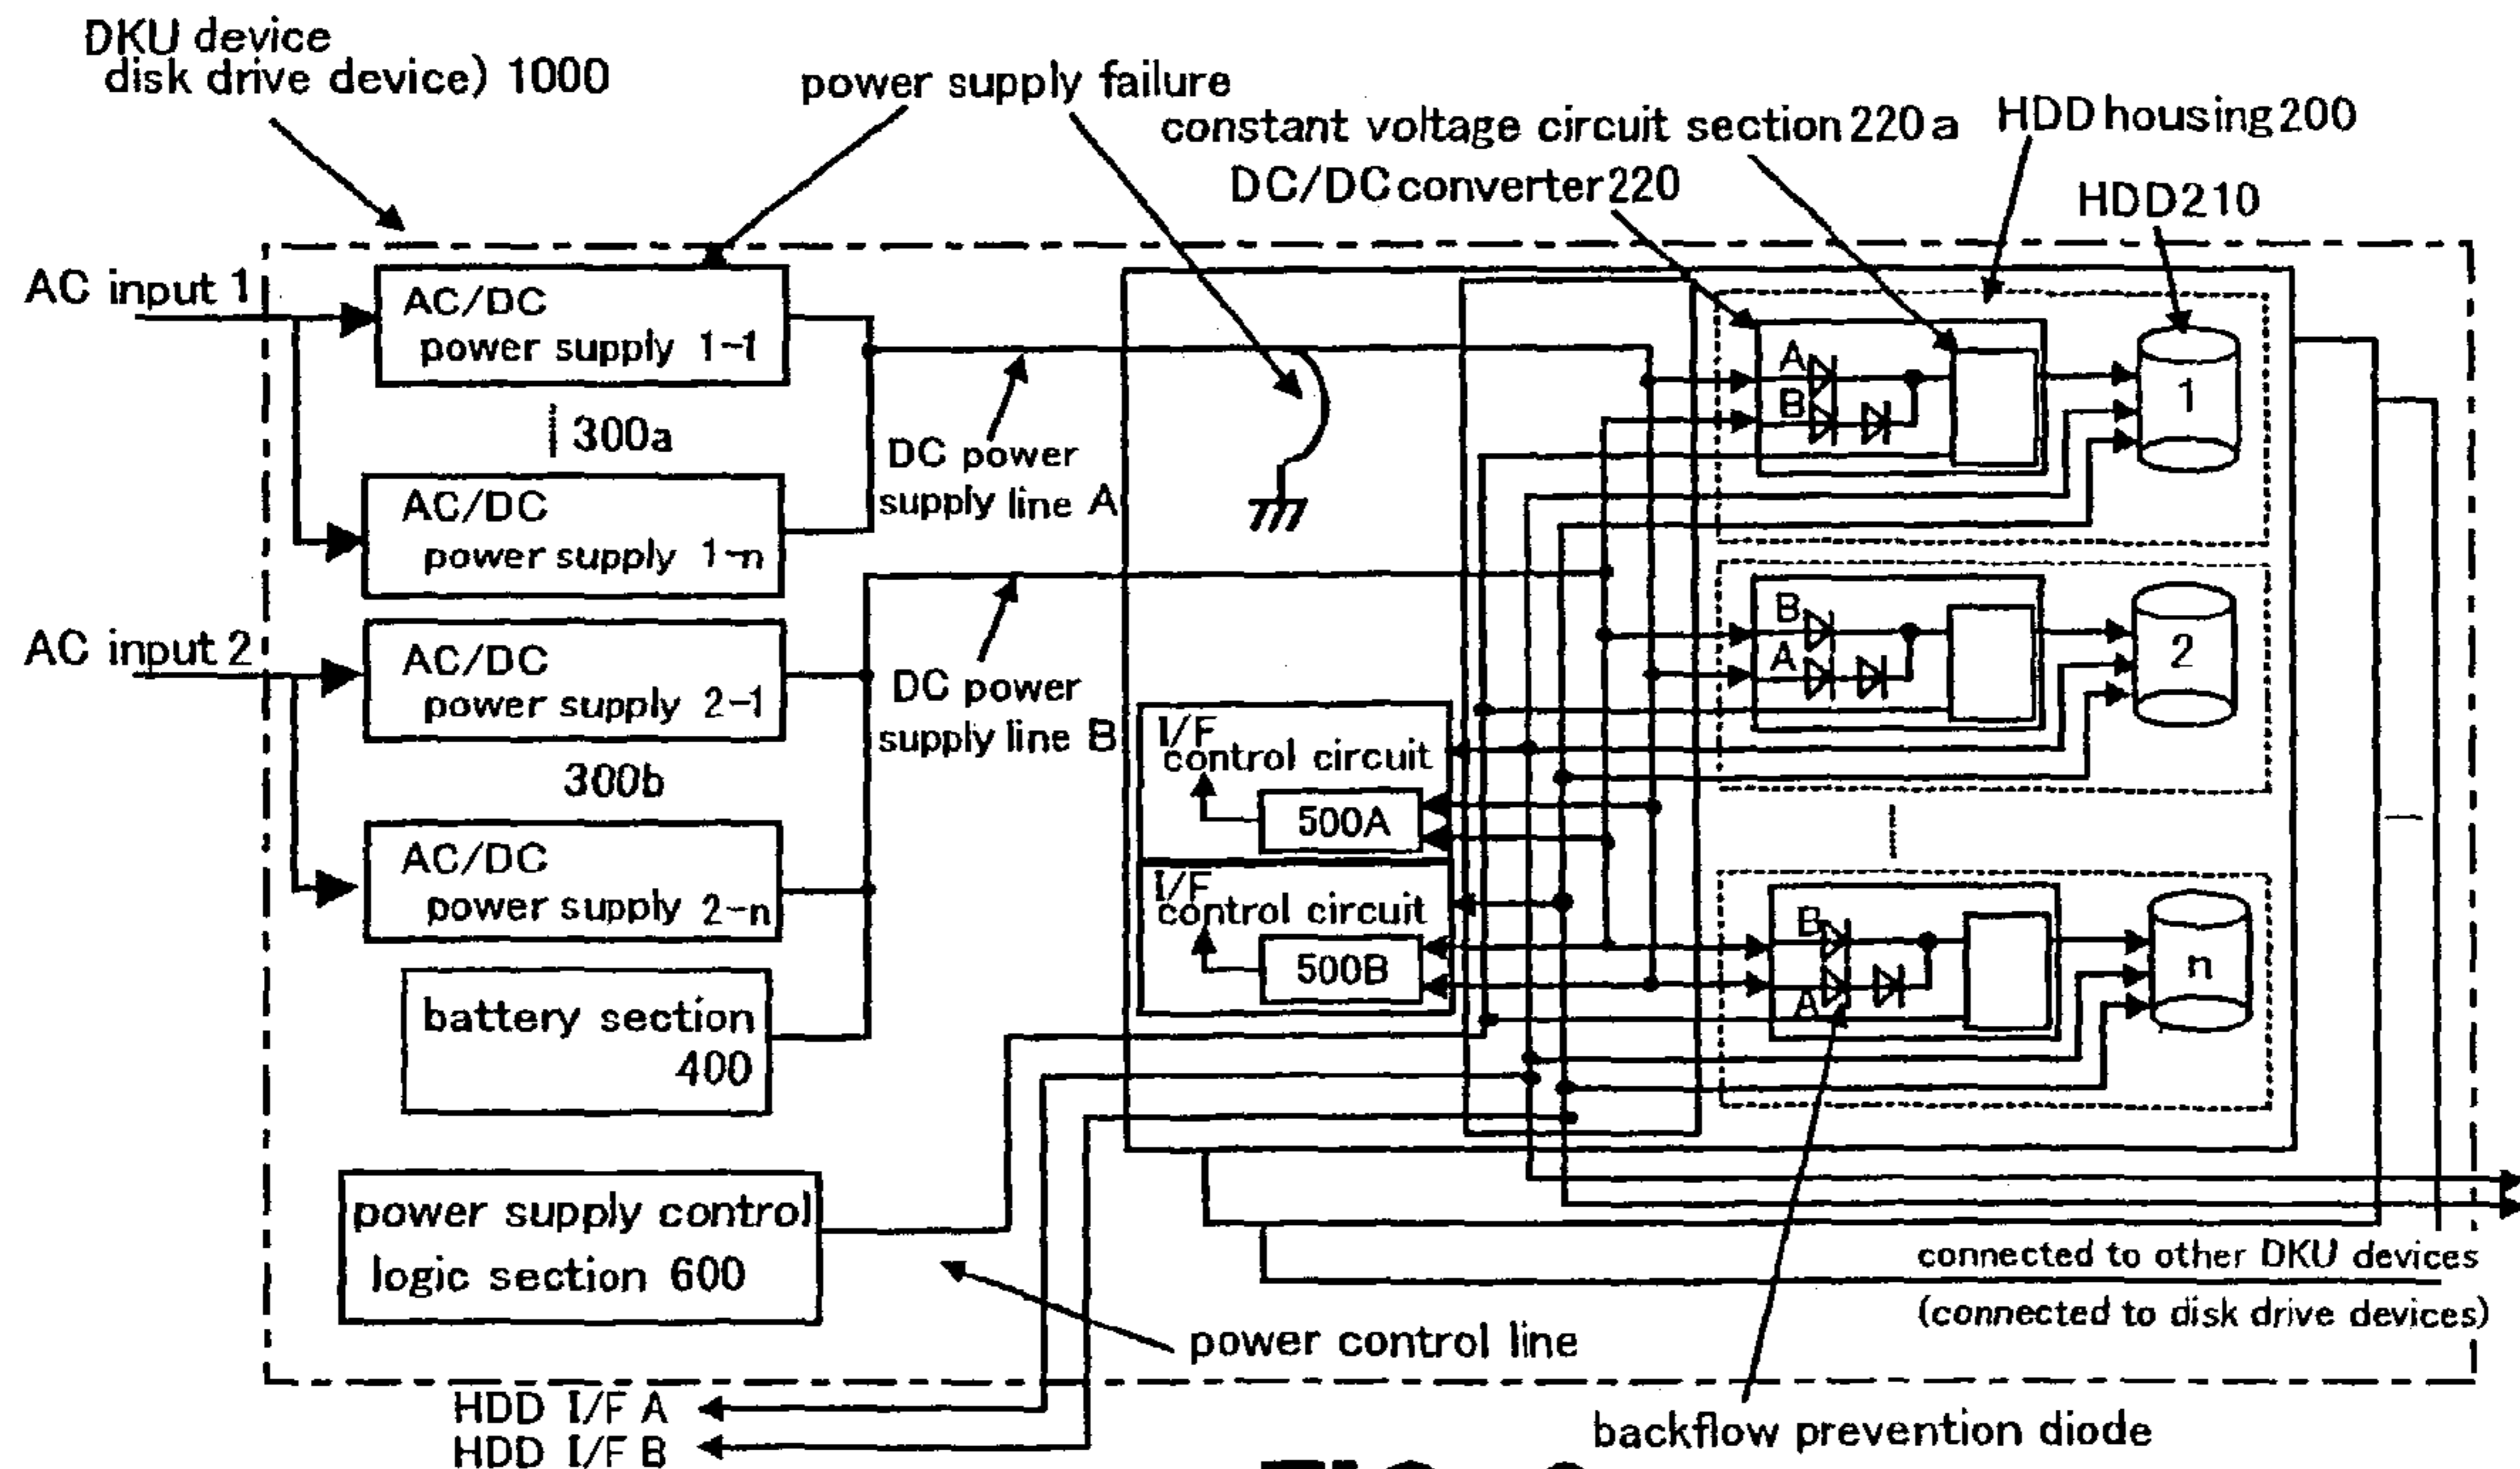 DKU device
disk drive device) 1000
power supply failure
constant voltage circuit section 220a
HDD housing 200
DC/DC converter 220
HDD 210
AC input 1
AC/DC
power supply 1-1
300a
AC/DC
power supply 1-n
DC power
supply line A
A
B
1
AC input 2
AC/DC
power supply 2-1
300b
AC/DC
power supply 2-n
DC power
supply line B
B
A
2
I/F
control circuit
500A
I/F
control circuit
500B
B
A
n
battery section
400
power supply control
logic section 600
power control line
connected to other DKU devices
(connected to disk drive devices)
HDD I/F A
HDD I/F B
backflow prevention diode